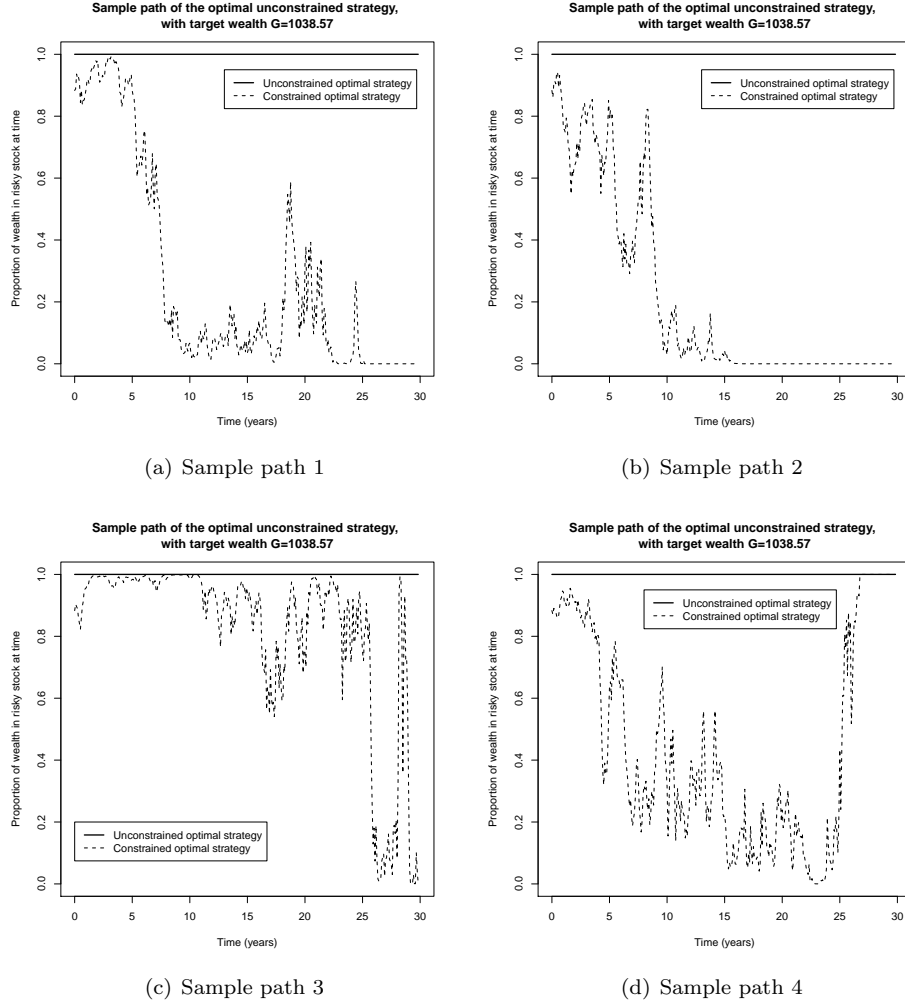 Sample path of the optimal unconstrained strategy,
with target wealth G=1038.57
Proportion of wealth in risky stock at time
1.0
0.8
0.6
0.4
0.2
0.0
Unconstrained optimal strategy
Constrained optimal strategy
0 5 10 15 20 25 30
Time (years)
(a) Sample path 1
Sample path of the optimal unconstrained strategy,
with target wealth G=1038.57
Proportion of wealth in risky stock at time
1.0
0.8
0.6
0.4
0.2
0.0
Unconstrained optimal strategy
Constrained optimal strategy
0 5 10 15 20 25 30
Time (years)
(b) Sample path 2
Sample path of the optimal unconstrained strategy,
with target wealth G=1038.57
Proportion of wealth in risky stock at time
1.0
0.8
0.6
0.4
0.2
0.0
Unconstrained optimal strategy
Constrained optimal strategy
0 5 10 15 20 25 30
Time (years)
(c) Sample path 3
Sample path of the optimal unconstrained strategy,
with target wealth G=1038.57
Proportion of wealth in risky stock at time
1.0
0.8
0.6
0.4
0.2
0.0
Unconstrained optimal strategy
Constrained optimal strategy
0 5 10 15 20 25 30
Time (years)
(d) Sample path 4